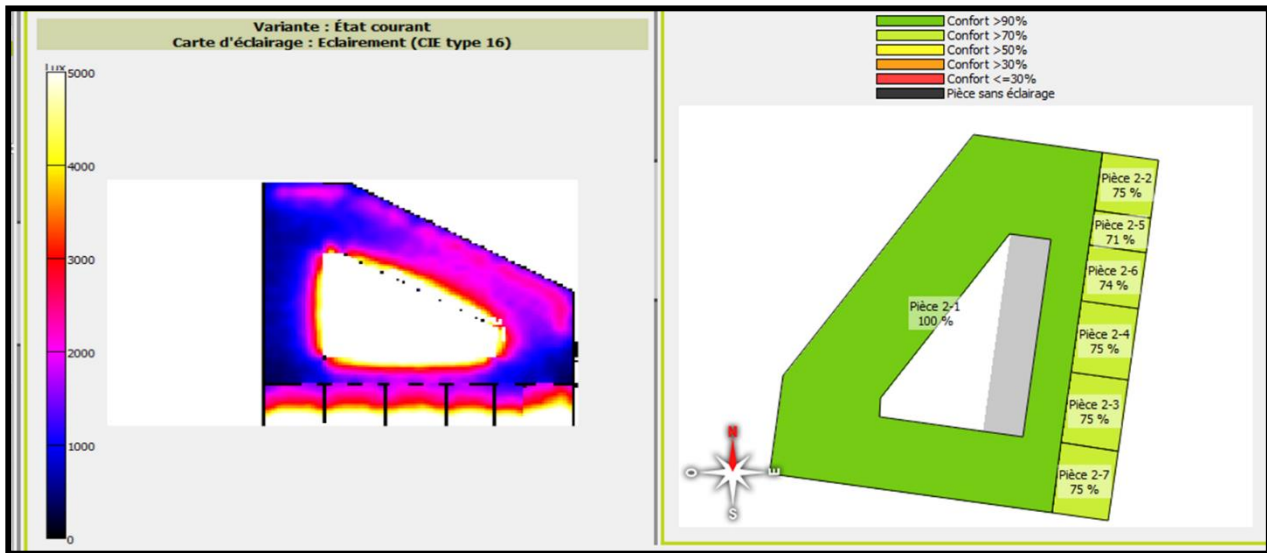 Variante : État courant
Carte d'éclairage : Eclairement (CIE type 16)
Lux
5000
4000
3000
2000
1000
0
Confort >90%
Confort >70%
Confort >50%
Confort >30%
Confort <=30%
Pièce sans éclairage
Pièce 2-2
75 %
Pièce 2-5
71 %
Pièce 2-6
74 %
Pièce 2-1
100 %
Pièce 2-4
75 %
Pièce 2-3
75 %
Pièce 2-7
75 %
N
O
E
S